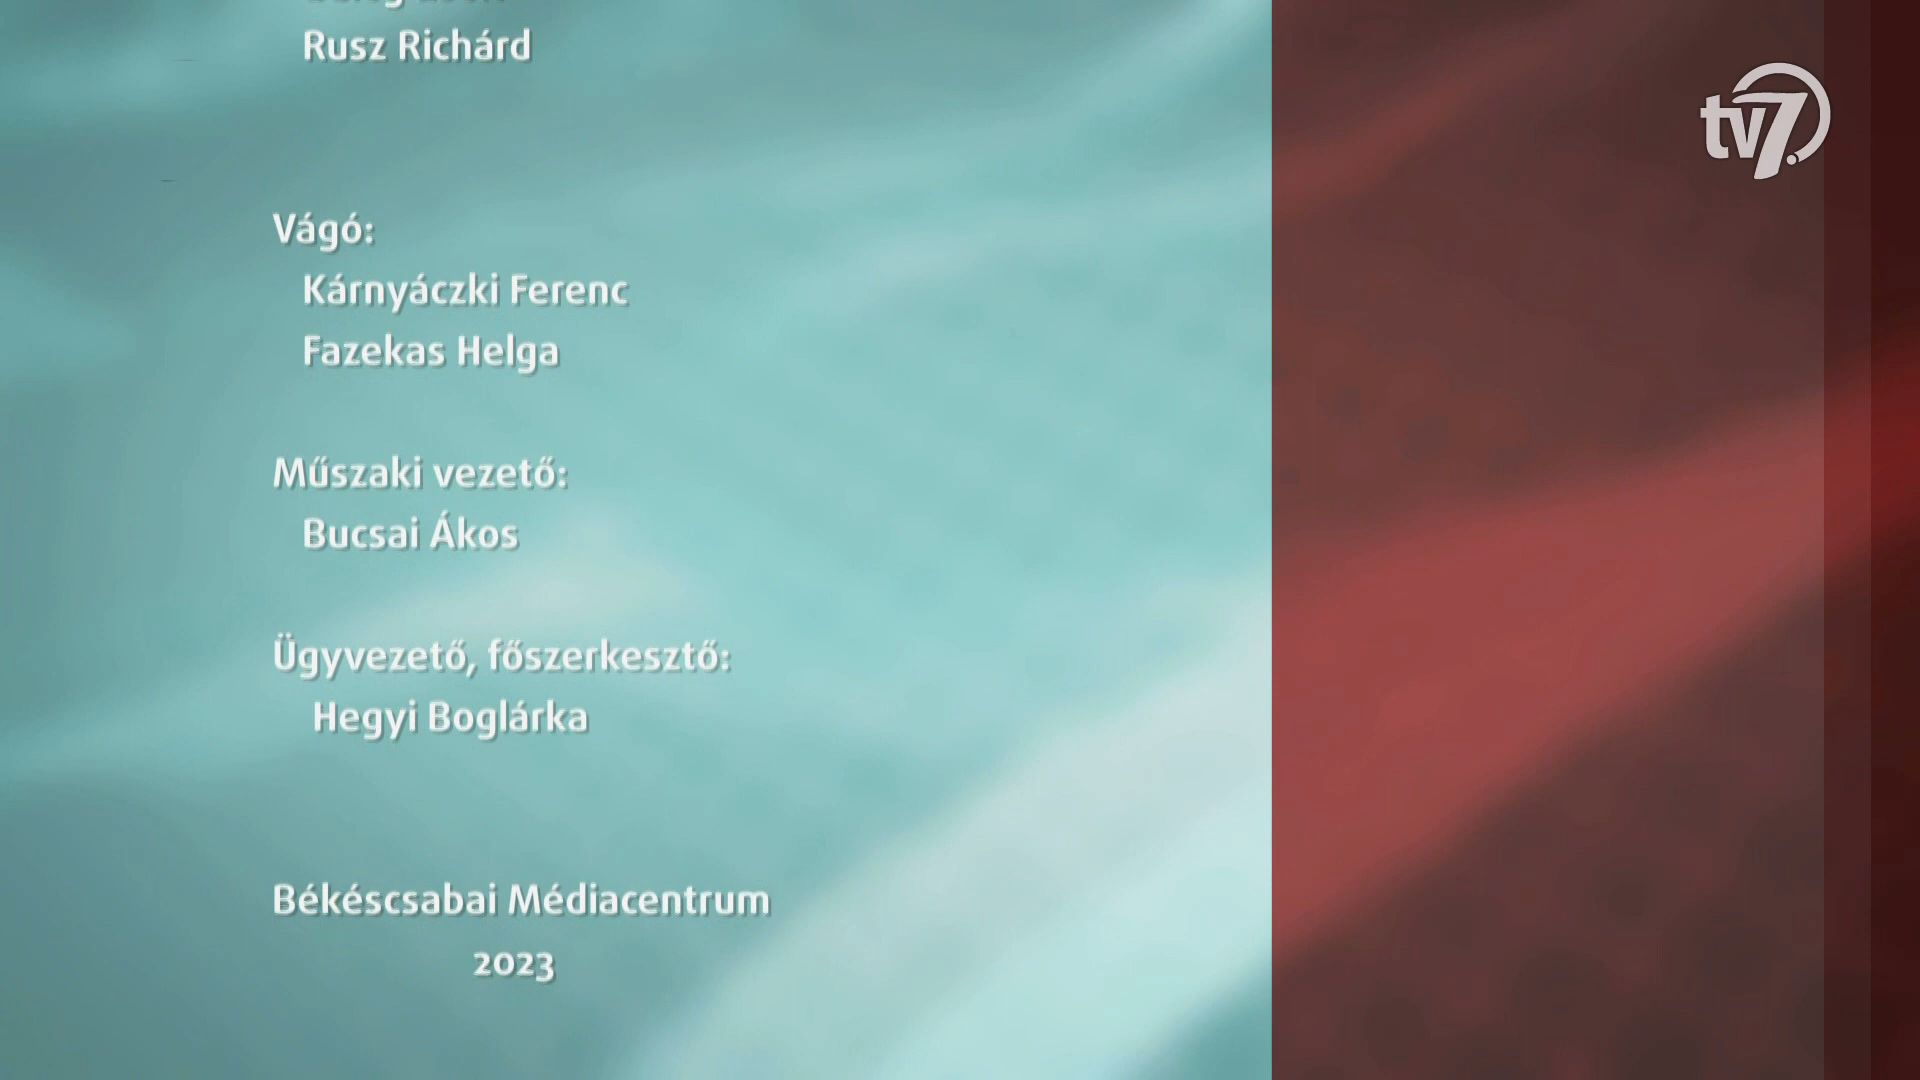 Rusz Richárd
tv7.
Vágó:
Kárnyáczki Ferenc
Fazekas Helga
Műszaki vezető:
Bucsai Ákos
Ügyvezető, főszerkesztő:
Hegyi Boglárka
Békéscsabai Médiacentrum
2023